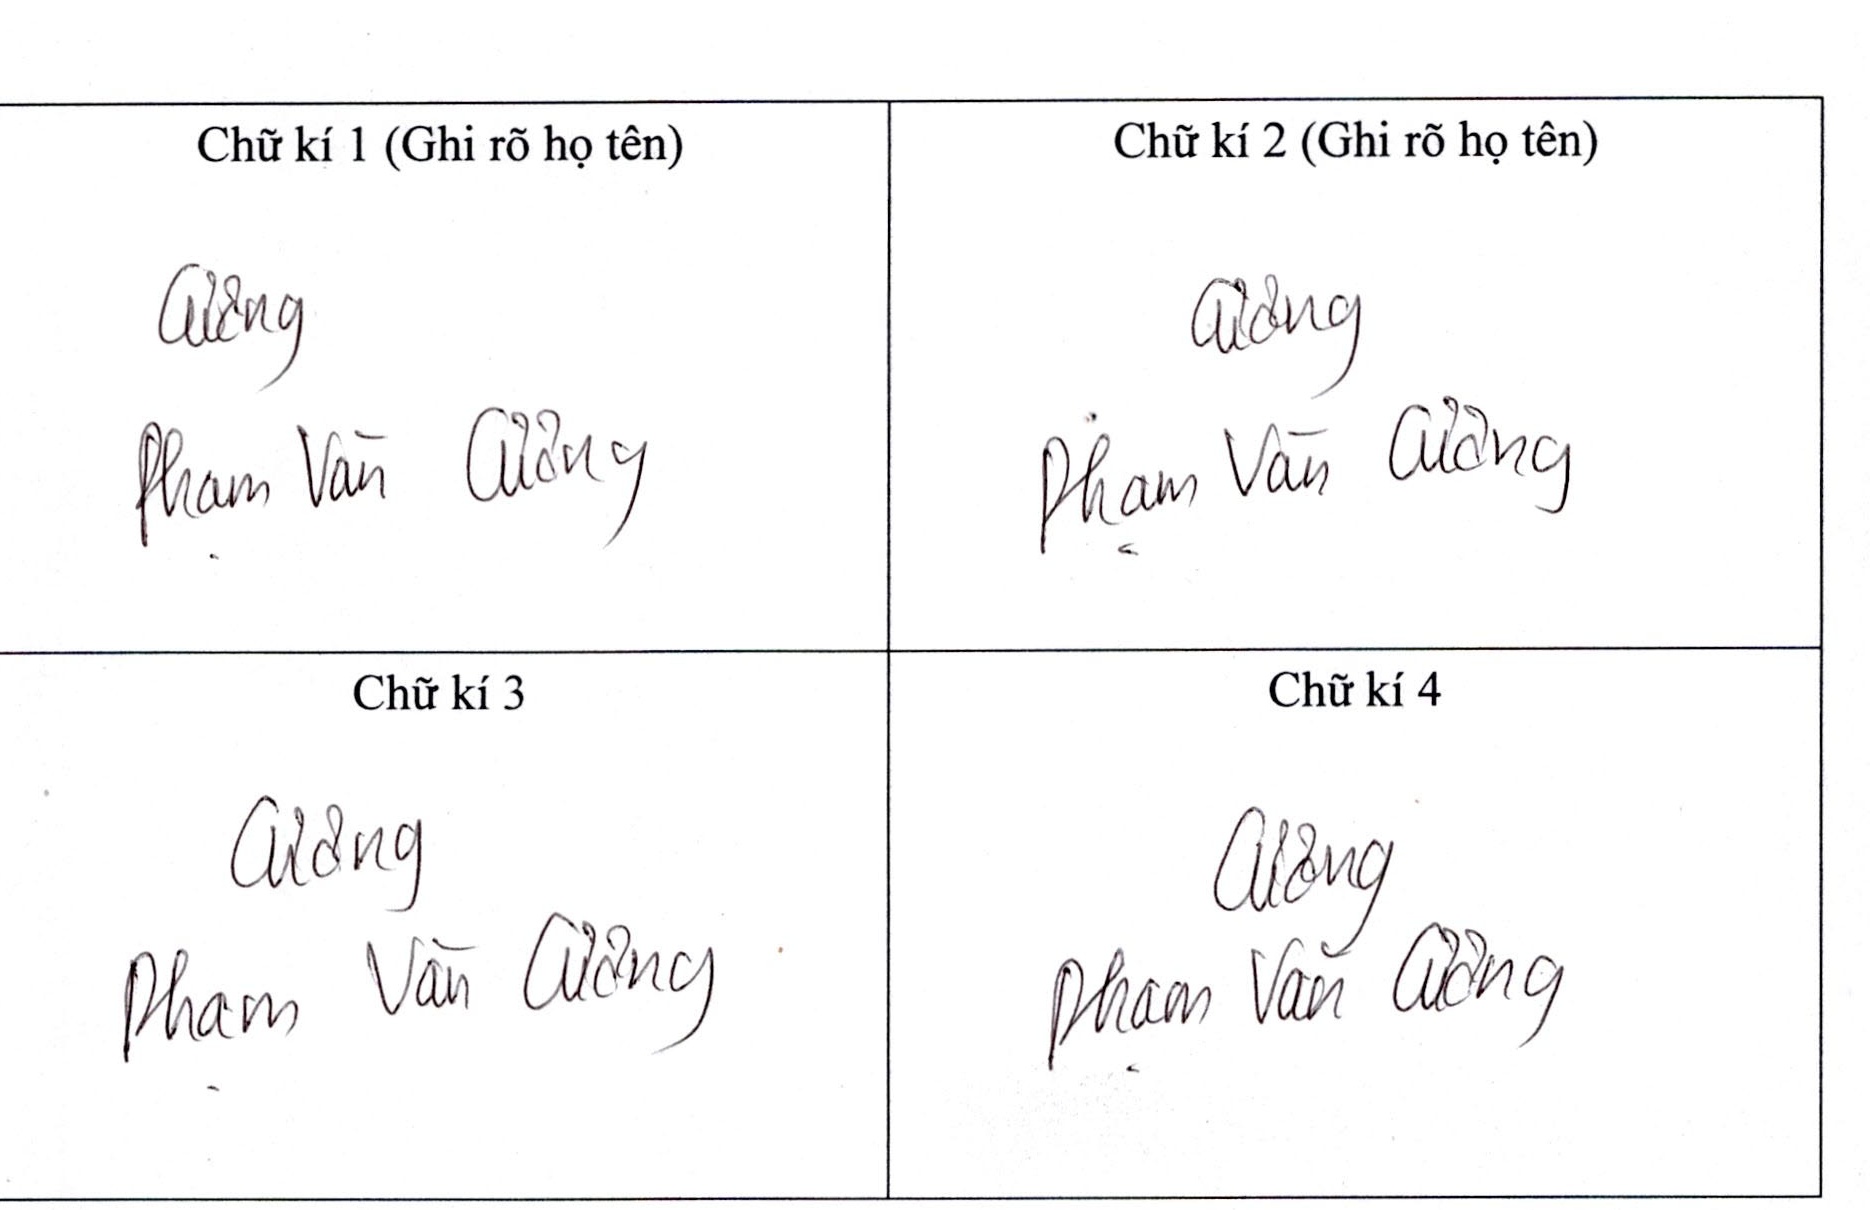 Chữ kí 1 (Ghi rõ họ tên)
Cường
Phạm Văn Cường
Chữ kí 2 (Ghi rõ họ tên)
Cường
Phạm Văn Cường
Chữ kí 3
Cường
Phạm Văn Cường
Chữ kí 4
Cường
Phạm Văn Cường